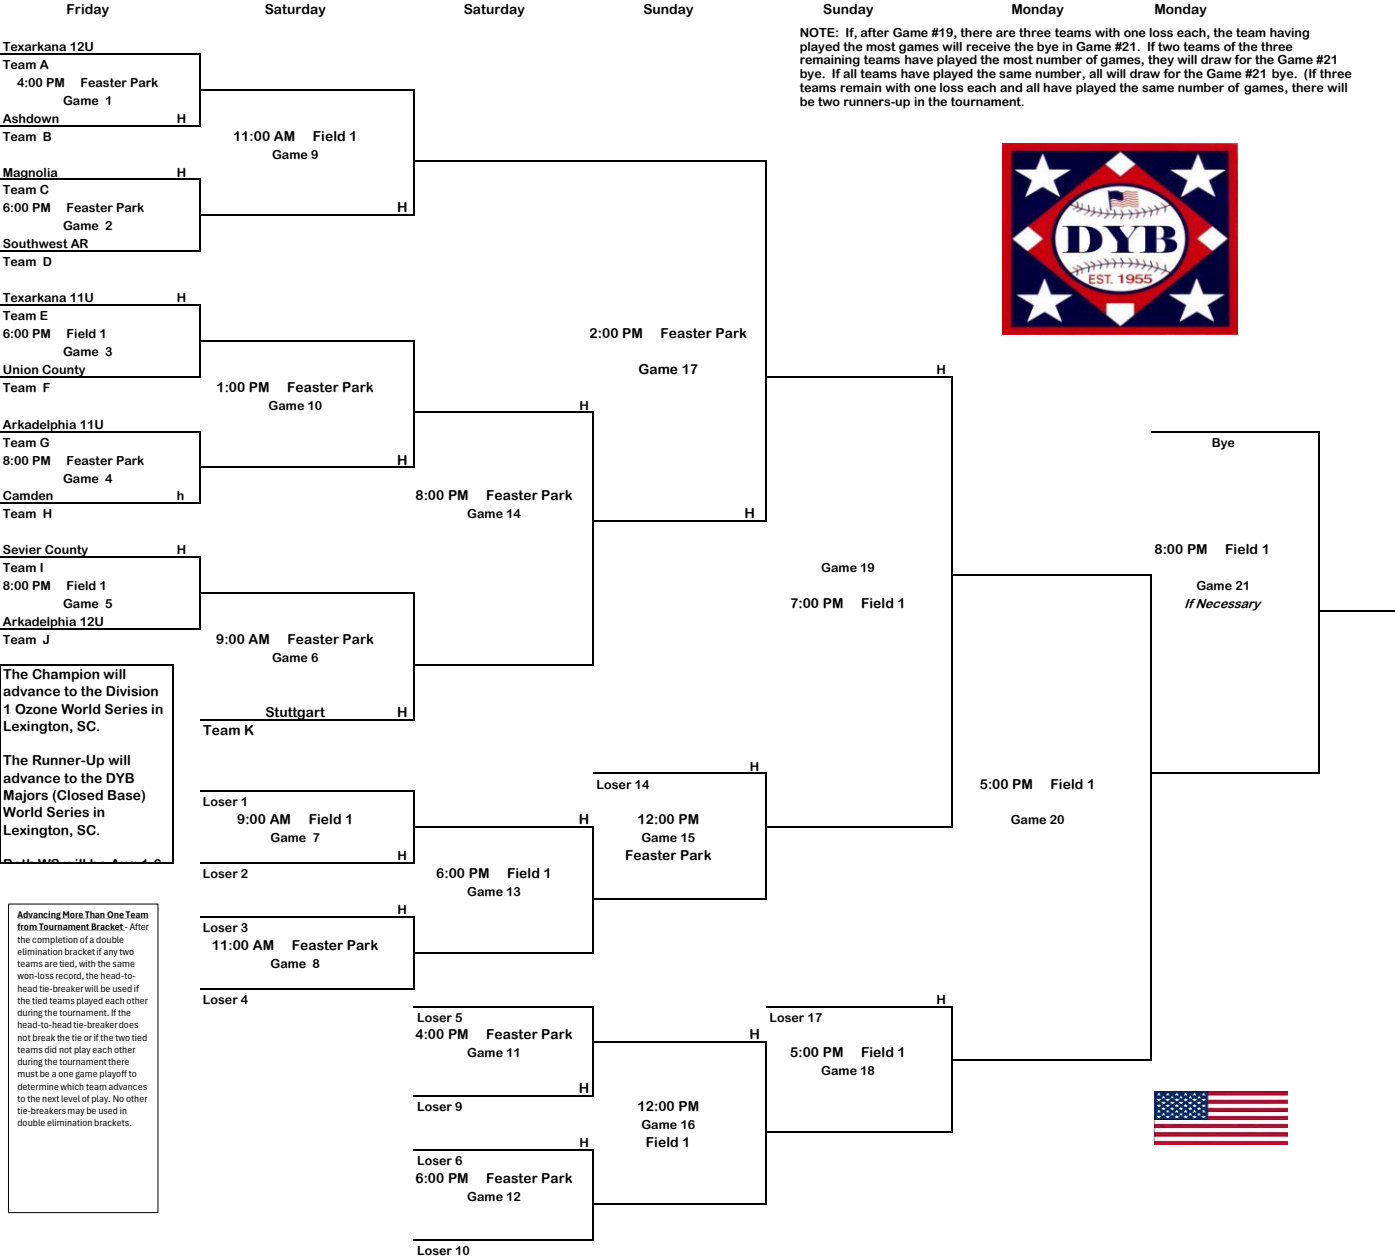 Friday
Saturday
Saturday
Sunday
Sunday
Monday
Monday
NOTE: If, after Game #19, there are three teams with one loss each, the team having
played the most games will receive the bye in Game #21. If two teams of the three
remaining teams have played the most number of games, they will draw for the Game #21
bye. If all teams have played the same number, all will draw for the Game #21 bye. (If three
teams remain with one loss each and all have played the same number of games, there will
be two runners-up in the tournament.
Texarkana 12U
Team A
4:00 PM Feaster Park
Game 1
Ashdown H
Team B
Magnolia H
Team C
6:00 PM Feaster Park
Game 2
Southwest AR
Team D
Texarkana 11U H
Team E
6:00 PM Field 1
Game 3
Union County
Team F
Arkadelphia 11U
Team G
8:00 PM Feaster Park
Game 4
Camden h
Team H
Sevier County H
Team I
8:00 PM Field 1
Game 5
Arkadelphia 12U
Team J
The Champion will
advance to the Division
1 Ozone World Series in
Lexington, SC.
The Runner-Up will
advance to the DYB
Majors (Closed Base)
World Series in
Lexington, SC.
Advancing More Than One Team
from Tournament Bracket - After
the completion of a double
elimination bracket if any two
teams are tied, with the same
won-loss record, the head-to-
head tie-breaker will be used if
the tied teams played each other
during the tournament. If the
head-to-head tie-breaker does
not break the tie or if the two tied
teams did not play each other
during the tournament there
must be a one game playoff to
determine which team advances
to the next level of play. No other
tie-breakers may be used in
double elimination brackets.
11:00 AM Field 1
Game 9
H
1:00 PM Feaster Park
Game 10
H
9:00 AM Feaster Park
Game 6
Stuttgart H
Team K
Loser 1
9:00 AM Field 1
Game 7
H
Loser 2
H
Loser 3
11:00 AM Feaster Park
Game 8
Loser 4
H
8:00 PM Feaster Park
Game 14
H
6:00 PM Field 1
Game 13
Loser 5
4:00 PM Feaster Park
Game 11
H
Loser 9
H
Loser 6
6:00 PM Feaster Park
Game 12
Loser 10
2:00 PM Feaster Park
Game 17
H
H
Loser 14
12:00 PM
Game 15
Feaster Park
H
12:00 PM
Game 16
Field 1
H
Game 19
7:00 PM Field 1
H
Loser 17
5:00 PM Field 1
Game 18
5:00 PM Field 1
Game 20
Bye
8:00 PM Field 1
Game 21
If Necessary
DYB
EST. 1955